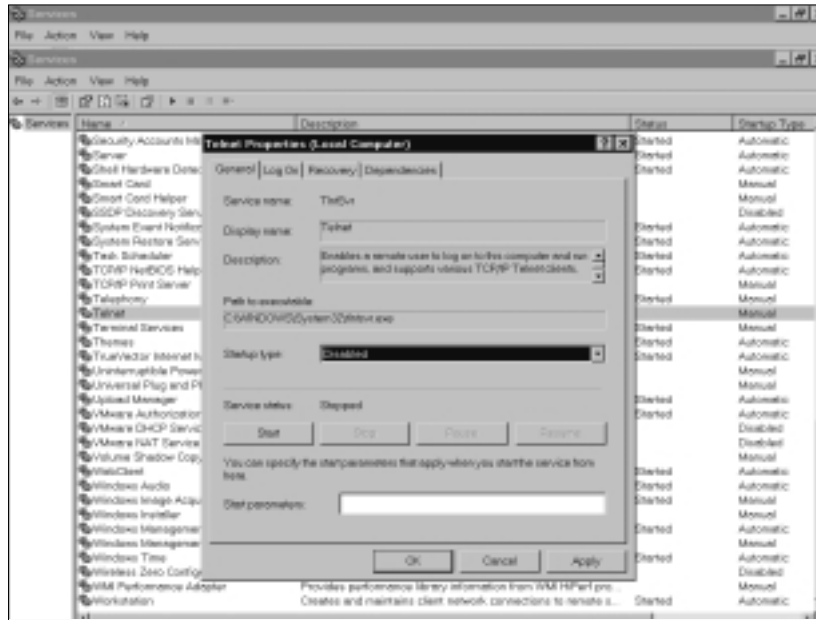 Services
File Action View Help
Services
File Action View Help
Services
Name Description Status Startup Type
Security Accounts Started Automatic
Server Started Automatic
Shell Hardware Detec Started Automatic
Smart Card Manual
Smart Card Helper Manual
SSDP Discovery Serv Disabled
System Event Notific Started Automatic
System Restore Serv Started Automatic
Task Scheduler Started Automatic
TCP/IP NetBIOS Help Started Automatic
TCP/IP Print Server Manual
Telephony Started Manual
Telnet Manual
Terminal Services Started Manual
Themes Started Automatic
TrueVector Internet Started Automatic
Uninterruptible Power Manual
Universal Plug and Pl Manual
Upload Manager Started Automatic
VMware Authorization Started Automatic
VMware DHCP Servic Disabled
VMware NAT Service Disabled
Volume Shadow Copy Manual
WebClient Started Automatic
Windows Audio Started Automatic
Windows Image Acqu Started Manual
Windows Installer Manual
Windows Managemen Started Automatic
Windows Managemen Manual
Windows Time Started Automatic
Wireless Zero Config Disabled
WMI Performance Adapter Provides performance library information from WMI HiPerf pro... Manual
Workstation Creates and maintains client network connections to remote s... Started Automatic
Telnet Properties (Local Computer)
General Log On Recovery Dependencies
Service name: TlntSvr
Display name: Telnet
Description: Enables a remote user to log on to this computer and run
programs, and supports various TCP/IP Telnet clients,
Path to executable:
C:\WINDOWS\System32\tlntsvr.exe
Startup type: Disabled
Service status: Stopped
Start Stop Pause Resume
You can specify the start parameters that apply when you start the service from
here.
Start parameters:
OK Cancel Apply